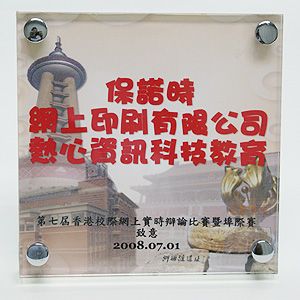 保諾時
網上印刷有限公司
熱心資訊科技教育
第七屆香港校際網上實時辯論比賽暨埠際賽
致意
2008.07.01